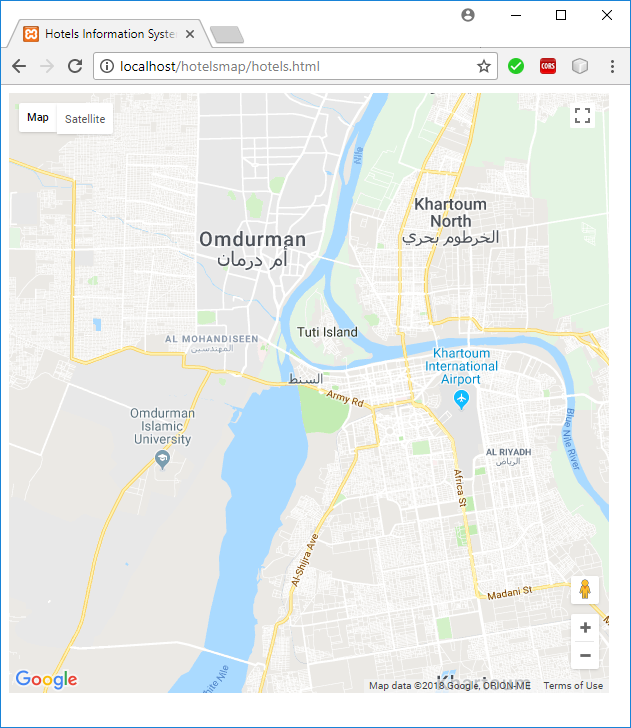 Hotels Information Syste
localhost/hotelsmap/hotels.html
CORS
Map
Satellite
Nile
Khartoum
North
الخرطوم بحري
Omdurman
أم درمان
Tuti Island
AL MOHANDISEEN
المهندسين
Khartoum
International
Airport
السنط
Army Rd
Omdurman
Islamic
University
Blue Nile River
AL RIYADH
الرياض
Africa St
Al-Shijra Ave
Madani St
White Nile
Khartoum
Google
Map data ©2018 Google, ORION-ME
Terms of Use